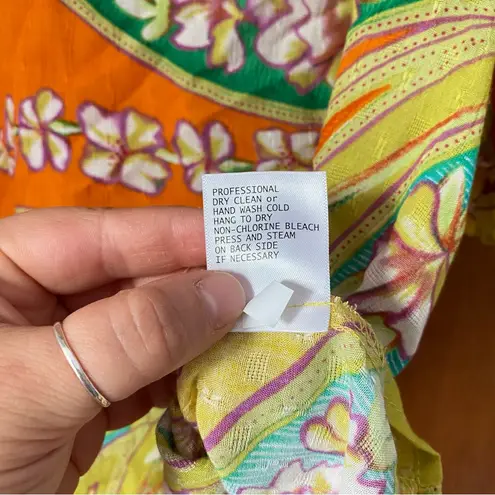 PROFESSIONAL
DRY CLEAN or
HAND WASH COLD
HANG TO DRY
NON-CHLORINE BLEACH
PRESS AND STEAM
ON BACK SIDE
IF NECESSARY